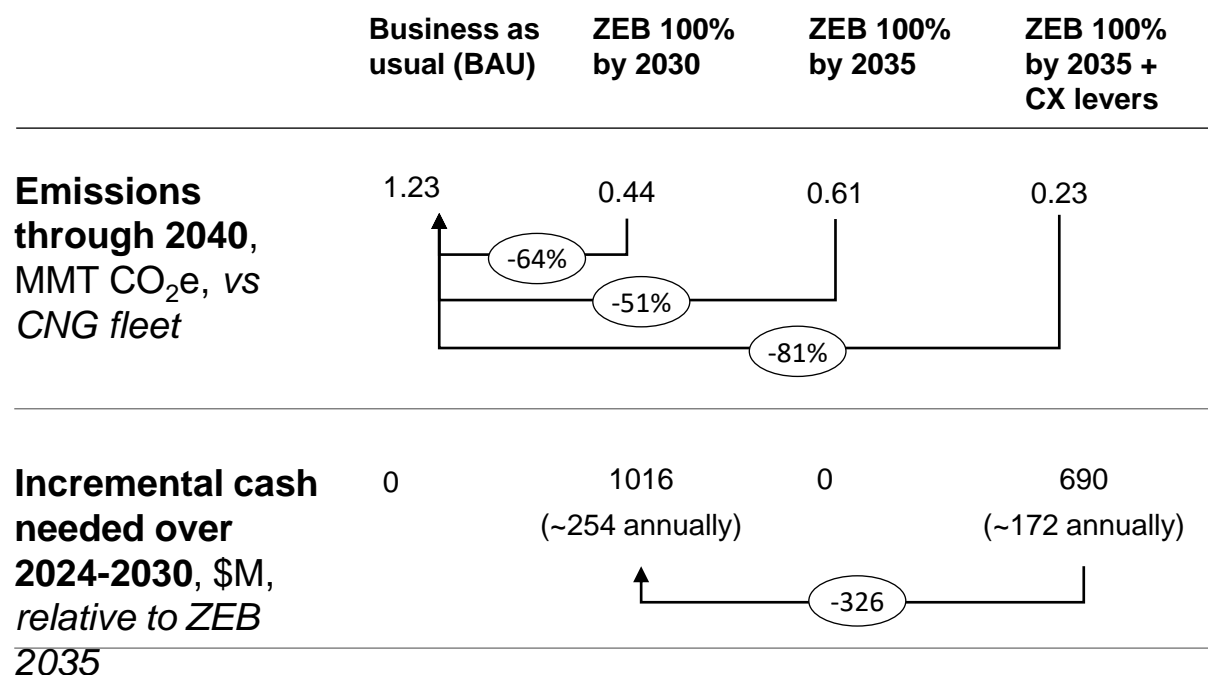 Business as
usual (BAU)
ZEB 100%
by 2030
ZEB 100%
by 2035
ZEB 100%
by 2035 +
CX levers
Emissions
through 2040,
MMT CO₂e, vs
CNG fleet
1.23
0.44
0.61
0.23
-64%
-51%
-81%
Incremental cash
needed over
2024-2030, $M,
relative to ZEB
2035
0
1016
(~254 annually)
0
690
(~172 annually)
-326